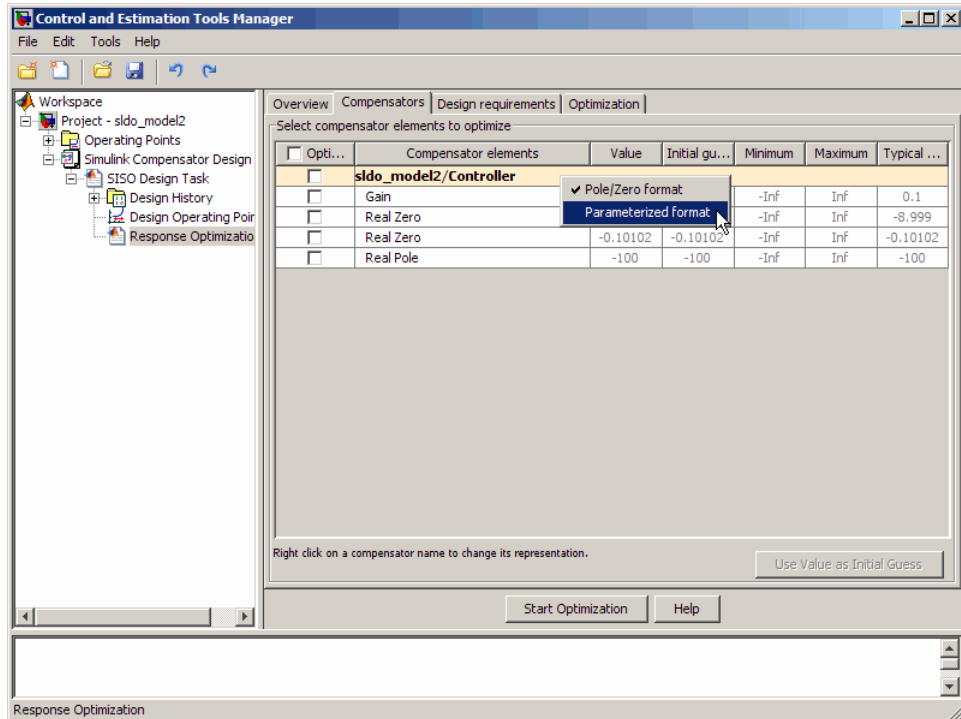 Control and Estimation Tools Manager
File Edit Tools Help
Workspace
Project - sldo_model2
Operating Points
Simulink Compensator Design
SISO Design Task
Design History
Design Operating Poir
Response Optimizatio
Overview Compensators Design requirements Optimization
Select compensator elements to optimize
Opti... Compensator elements Value Initial gu... Minimum Maximum Typical ...
sldo_model2/Controller
Gain -Inf Inf 0.1
Real Zero -Inf Inf -8.999
Real Zero -0.10102 -0.10102 -Inf Inf -0.10102
Real Pole -100 -100 -Inf Inf -100
Pole/Zero format
Parameterized format
Right click on a compensator name to change its representation.
Use Value as Initial Guess
Start Optimization Help
Response Optimization